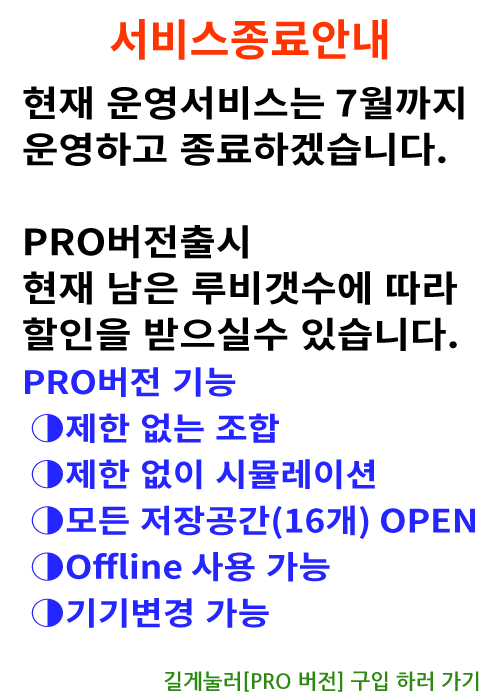 서비스종료안내
현재 운영서비스는 7월까지
운영하고 종료하겠습니다.
PRO버전출시
현재 남은 루비갯수에 따라
할인을 받으실수 있습니다.
PRO버전 기능
◑제한 없는 조합
◑제한 없이 시뮬레이션
◑모든 저장공간(16개) OPEN
◑Offline 사용 가능
◑기기변경 가능
길게눌러[PRO 버전] 구입 하러 가기